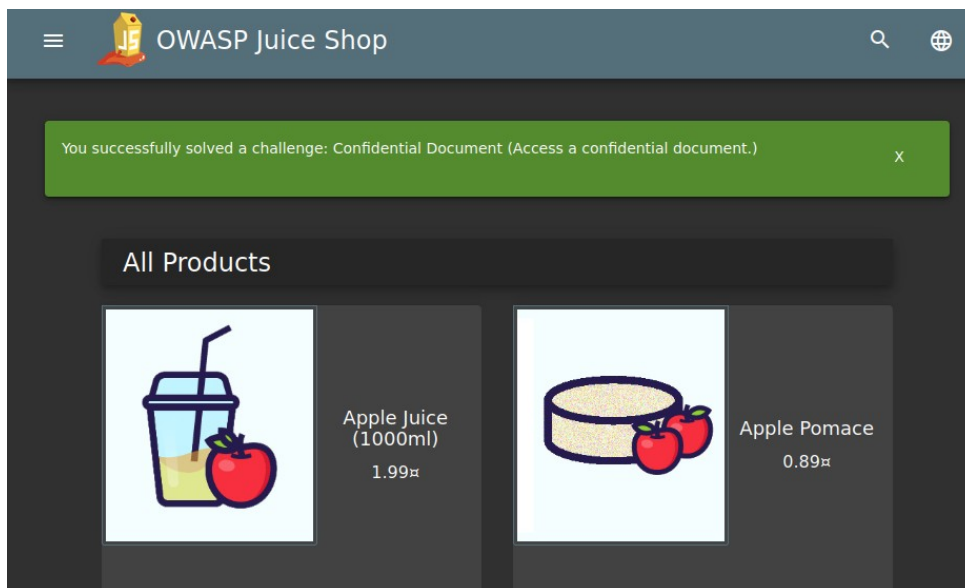 OWASP Juice Shop
You successfully solved a challenge: Confidential Document (Access a confidential document.)
X
All Products
Apple Juice
(1000ml)
1.99¤
Apple Pomace
0.89¤